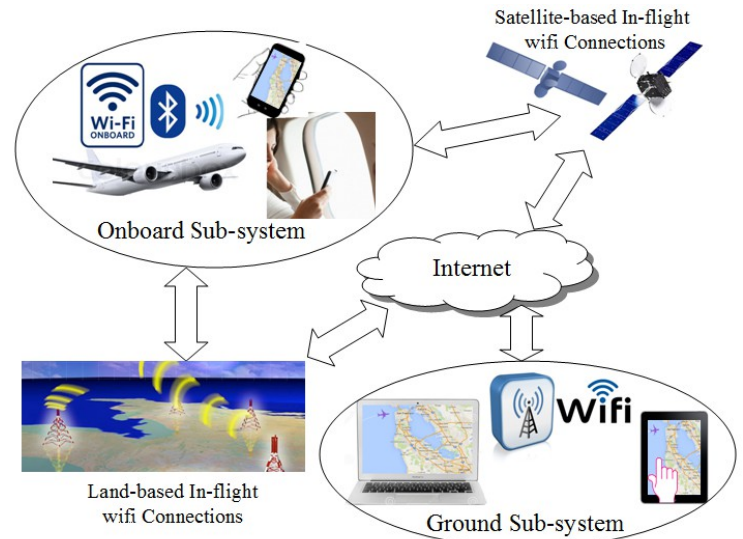 Satellite-based In-flight
wifi Connections
Wi-Fi
ONBOARD
Onboard Sub-system
Internet
Wifi
Land-based In-flight
wifi Connections
Ground Sub-system